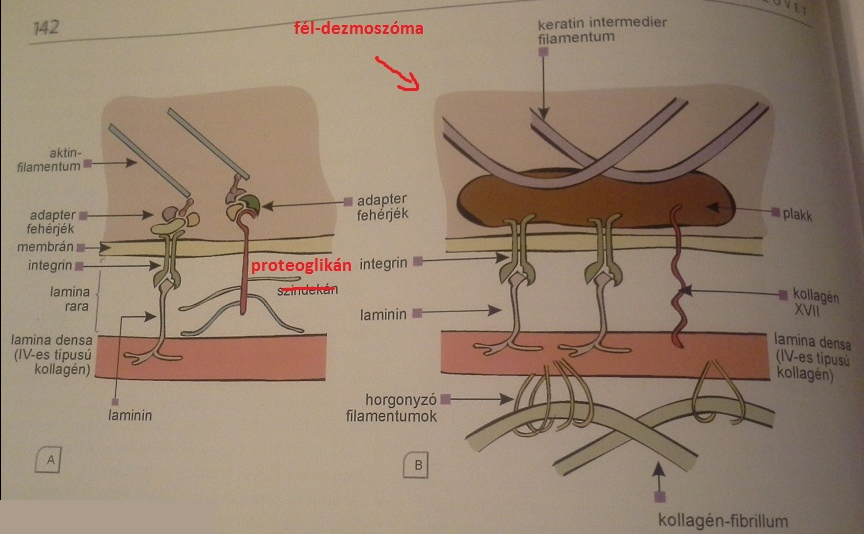 142
fél-dezmoszóma
keratin intermedier
filamentum
aktin-
filamentum
adapter
fehérjék
membrán
integrin
lamina
rara
lamina densa
(IV-es típusú
kollagén)
laminin
adapter
fehérjék
proteoglikán
szindekán
A
plakk
integrin
laminin
kollagén
XVII
lamina densa
(IV-es típusú
kollagén)
horgonyzó
filamentumok
B
kollagén-fibrillum